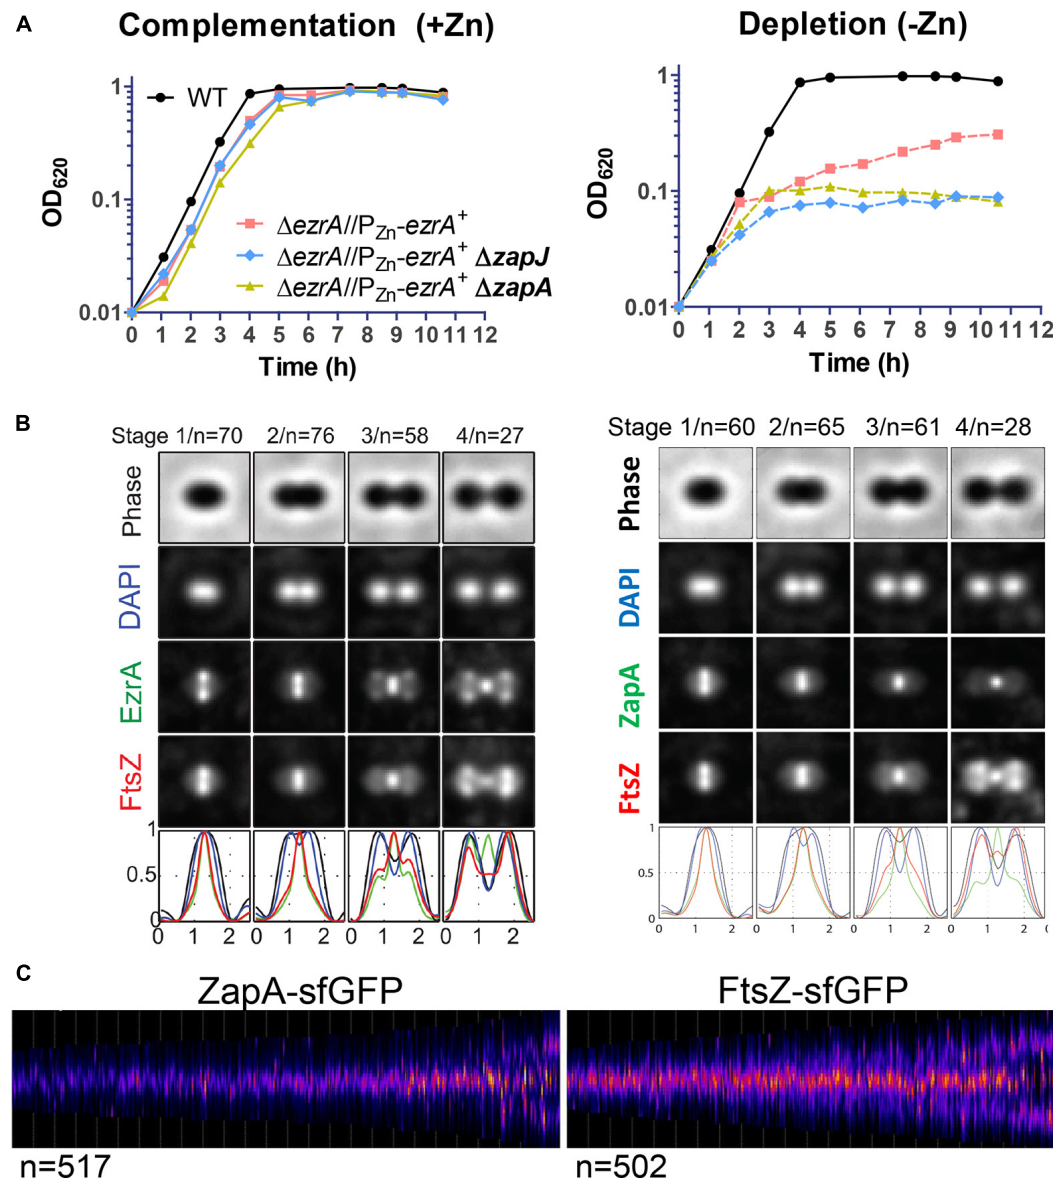 A
Complementation (+Zn)
Depletion (-Zn)
OD620
1
0.1
0.01
WT
ΔezrA//PZn-ezrA+
ΔezrA//PZn-ezrA+ ΔzapJ
ΔezrA//PZn-ezrA+ ΔzapA
0 1 2 3 4 5 6 7 8 9 10 11 12
Time (h)
OD620
1
0.1
0.01
0 1 2 3 4 5 6 7 8 9 10 11 12
Time (h)
B
Stage 1/n=70 2/n=76 3/n=58 4/n=27
Phase
DAPI
EzrA
FtsZ
1
0.5
0
0 1 2 0 1 2 0 1 2 0 1 2
Stage 1/n=60 2/n=65 3/n=61 4/n=28
Phase
DAPI
ZapA
FtsZ
1
0.5
0
0 1 2 0 1 2 0 1 2 0 1 2
C
ZapA-sfGFP
FtsZ-sfGFP
n=517
n=502